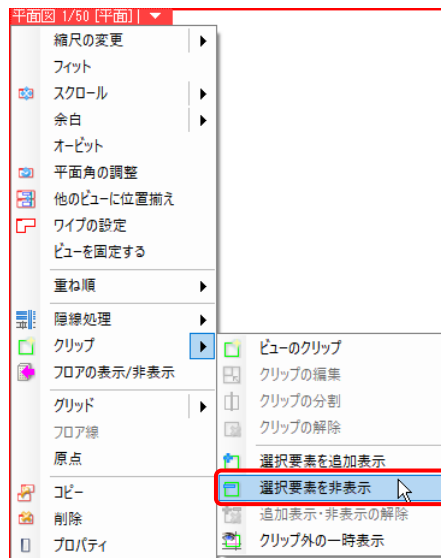 平面図 1/50 [平面]
縮尺の変更
フィット
スクロール
余白
オービット
平面角の調整
他のビューに位置揃え
ワイプの設定
ビューを固定する
重ね順
隠線処理
クリップ
フロアの表示/非表示
グリッド
フロア線
原点
コピー
削除
プロパティ
ビューのクリップ
クリップの編集
クリップの分割
クリップの解除
選択要素を追加表示
選択要素を非表示
追加表示・非表示の解除
クリップ外の一時表示